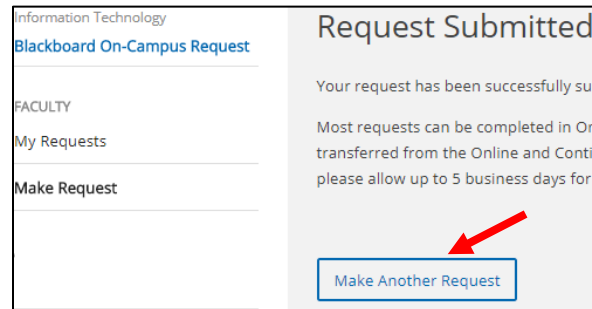 Information Technology
Blackboard On-Campus Request
FACULTY
My Requests
Make Request
Request Submitted
Your request has been successfully su
Most requests can be completed in Or
transferred from the Online and Conti
please allow up to 5 business days for
Make Another Request